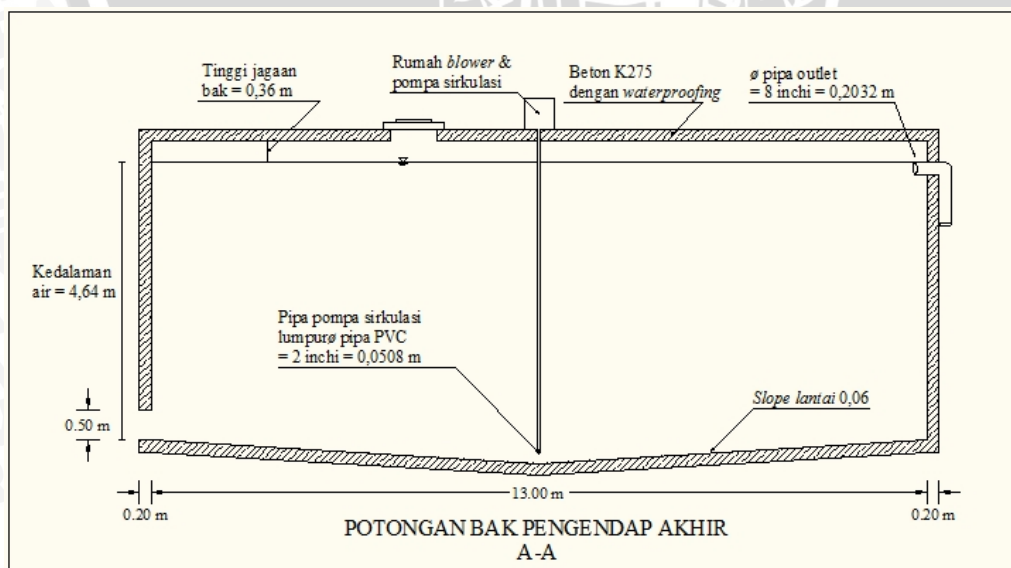 Tinggi jagaan
bak = 0,36 m
Rumah blower &
pompa sirkulasi
Beton K275
dengan waterproofing
ø pipa outlet
= 8 inchi = 0,2032 m
Kedalaman
air = 4,64 m
Pipa pompa sirkulasi
lumpurø pipa PVC
= 2 inchi = 0,0508 m
Slope lantai 0,06
0.50 m
13.00 m
0.20 m
0.20 m
POTONGAN BAK PENGENDAP AKHIR
A-A